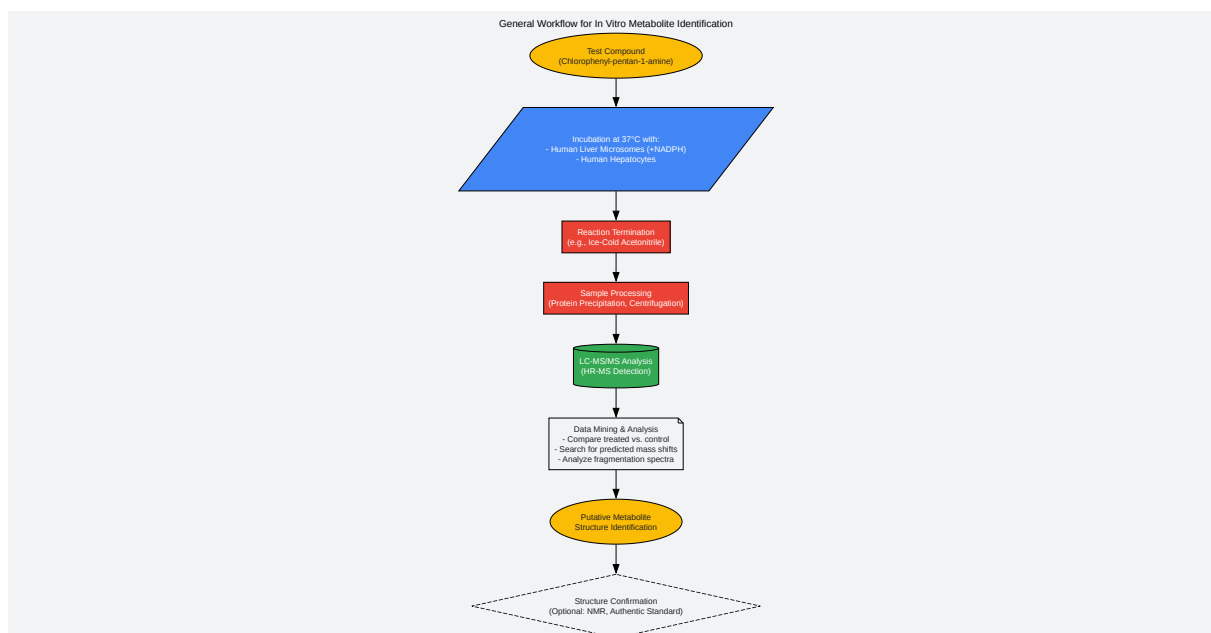 General Workflow for In Vitro Metabolite Identification
Test Compound
(Chlorophenyl-pentan-1-amine)
Incubation at 37°C with:
- Human Liver Microsomes (+NADPH)
- Human Hepatocytes
Reaction Termination
(e.g., Ice-Cold Acetonitrile)
Sample Processing
(Protein Precipitation, Centrifugation)
LC-MS/MS Analysis
(HR-MS Detection)
Data Mining & Analysis
- Compare treated vs. control
- Search for predicted mass shifts
- Analyze fragmentation spectra
Putative Metabolite
Structure Identification
Structure Confirmation
(Optional: NMR, Authentic Standard)